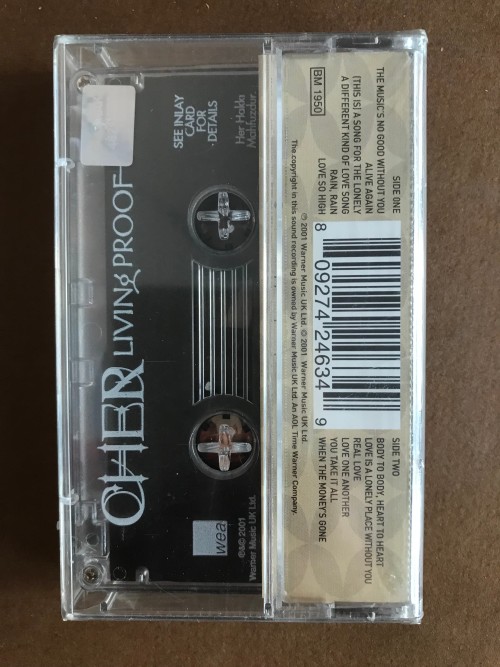 CHER LIVING PROOF
SEE INLAY
CARD
FOR
DETAILS
Her Hakkı
Mahfuzdur.
wea
℗&© 2001
Warner Music UK Ltd.
SIDE ONE
THE MUSIC'S NO GOOD WITHOUT YOU
ALIVE AGAIN
(THIS IS) A SONG FOR THE LONELY
A DIFFERENT KIND OF LOVE SONG
RAIN, RAIN
LOVE SO HIGH
BM 1950
8 09274 24634 9
SIDE TWO
BODY TO BODY, HEART TO HEART
LOVE IS A LONELY PLACE WITHOUT YOU
REAL LOVE
LOVE ONE ANOTHER
YOU TAKE IT ALL
WHEN THE MONEY'S GONE
℗ 2001 Warner Music UK Ltd. © 2001 Warner Music UK Ltd.
The copyright in this sound recording is owned by Warner Music UK Ltd. An AOL Time Warner Company.